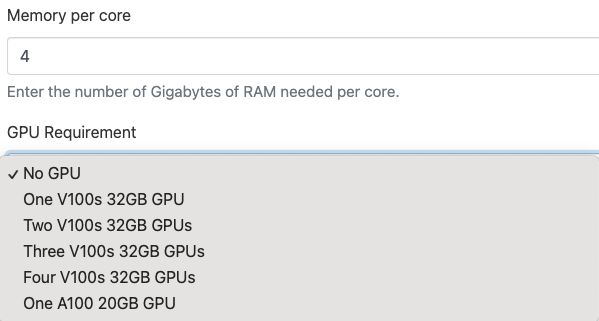 Memory per core
4
Enter the number of Gigabytes of RAM needed per core.
GPU Requirement
✓ No GPU
One V100s 32GB GPU
Two V100s 32GB GPUs
Three V100s 32GB GPUs
Four V100s 32GB GPUs
One A100 20GB GPU